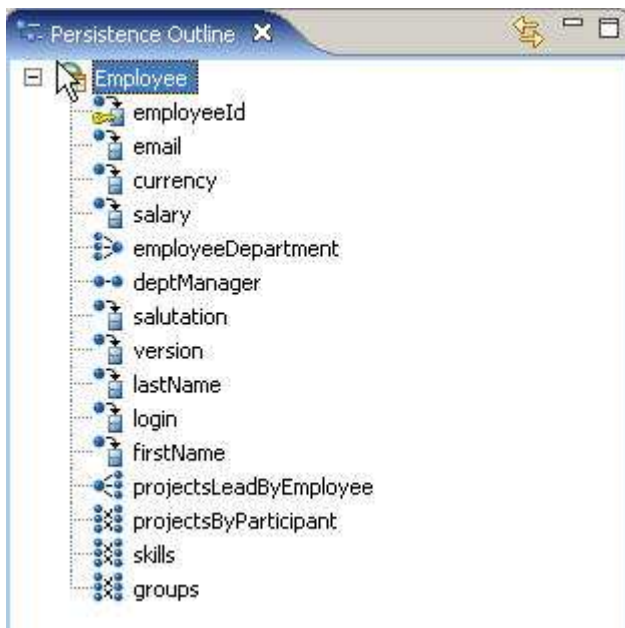 Persistence Outline
Employee
employeeId
email
currency
salary
employeeDepartment
deptManager
salutation
version
lastName
login
firstName
projectsLeadByEmployee
projectsByParticipant
skills
groups